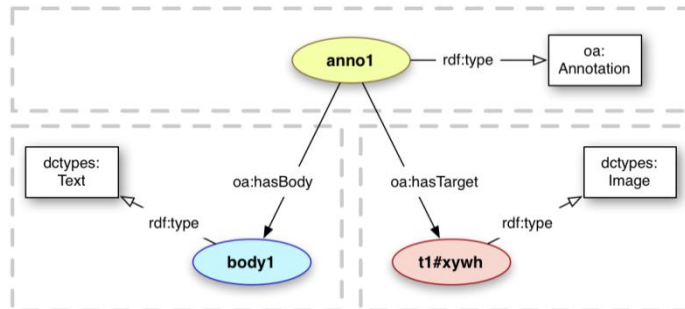 anno1
rdf:type
oa:
Annotation
dctypes:
Text
oa:hasBody
oa:hasTarget
dctypes:
Image
rdf:type
rdf:type
body1
t1#xywh